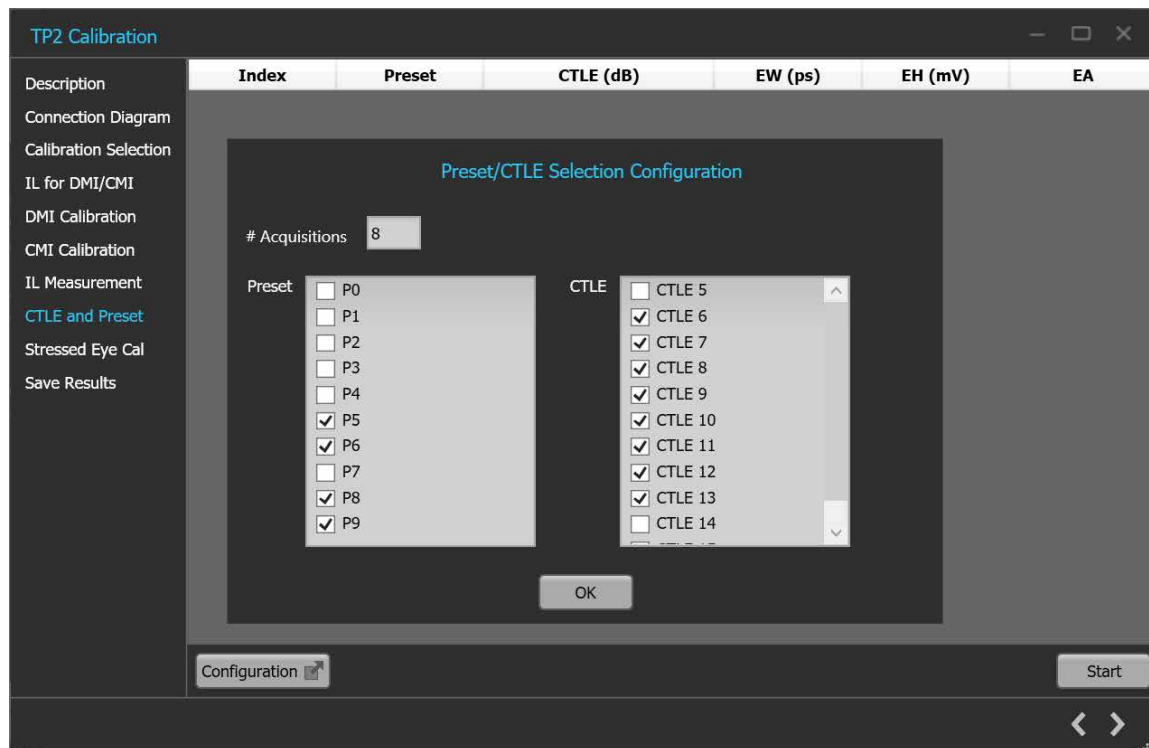 TP2 Calibration
Description
Connection Diagram
Calibration Selection
IL for DMI/CMI
DMI Calibration
CMI Calibration
IL Measurement
CTLE and Preset
Stressed Eye Cal
Save Results
Index Preset CTLE (dB) EW (ps) EH (mV) EA
Preset/CTLE Selection Configuration
# Acquisitions 8
Preset
P0
P1
P2
P3
P4
P5
P6
P7
P8
P9
CTLE
CTLE 5
CTLE 6
CTLE 7
CTLE 8
CTLE 9
CTLE 10
CTLE 11
CTLE 12
CTLE 13
CTLE 14
OK
Configuration
Start